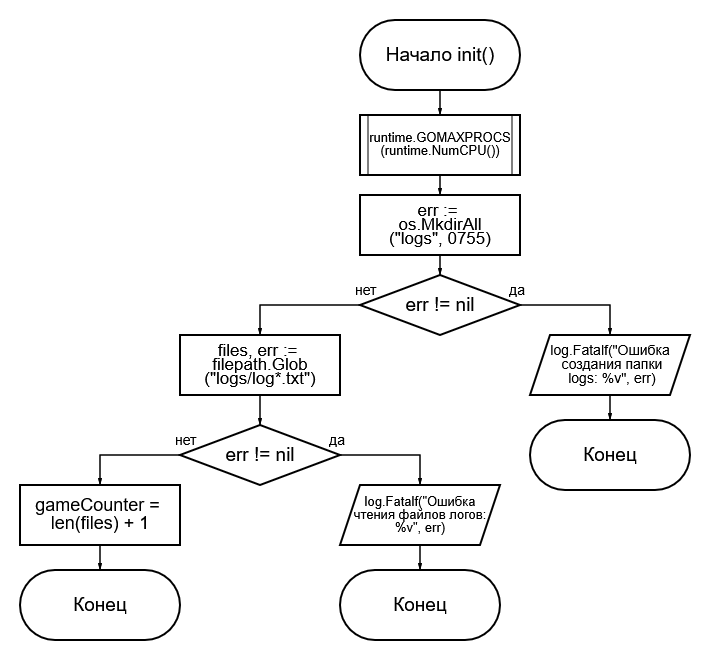 Начало init()
runtime.GOMAXPROCS
(runtime.NumCPU())
err :=
os.MkdirAll
("logs", 0755)
нет
да
err != nil
files, err :=
filepath.Glob
("logs/log*.txt")
log.Fatalf("Ошибка
создания папки
logs: %v", err)
нет
да
err != nil
Конец
gameCounter =
len(files) + 1
log.Fatalf("Ошибка
чтения файлов логов:
%v", err)
Конец
Конец